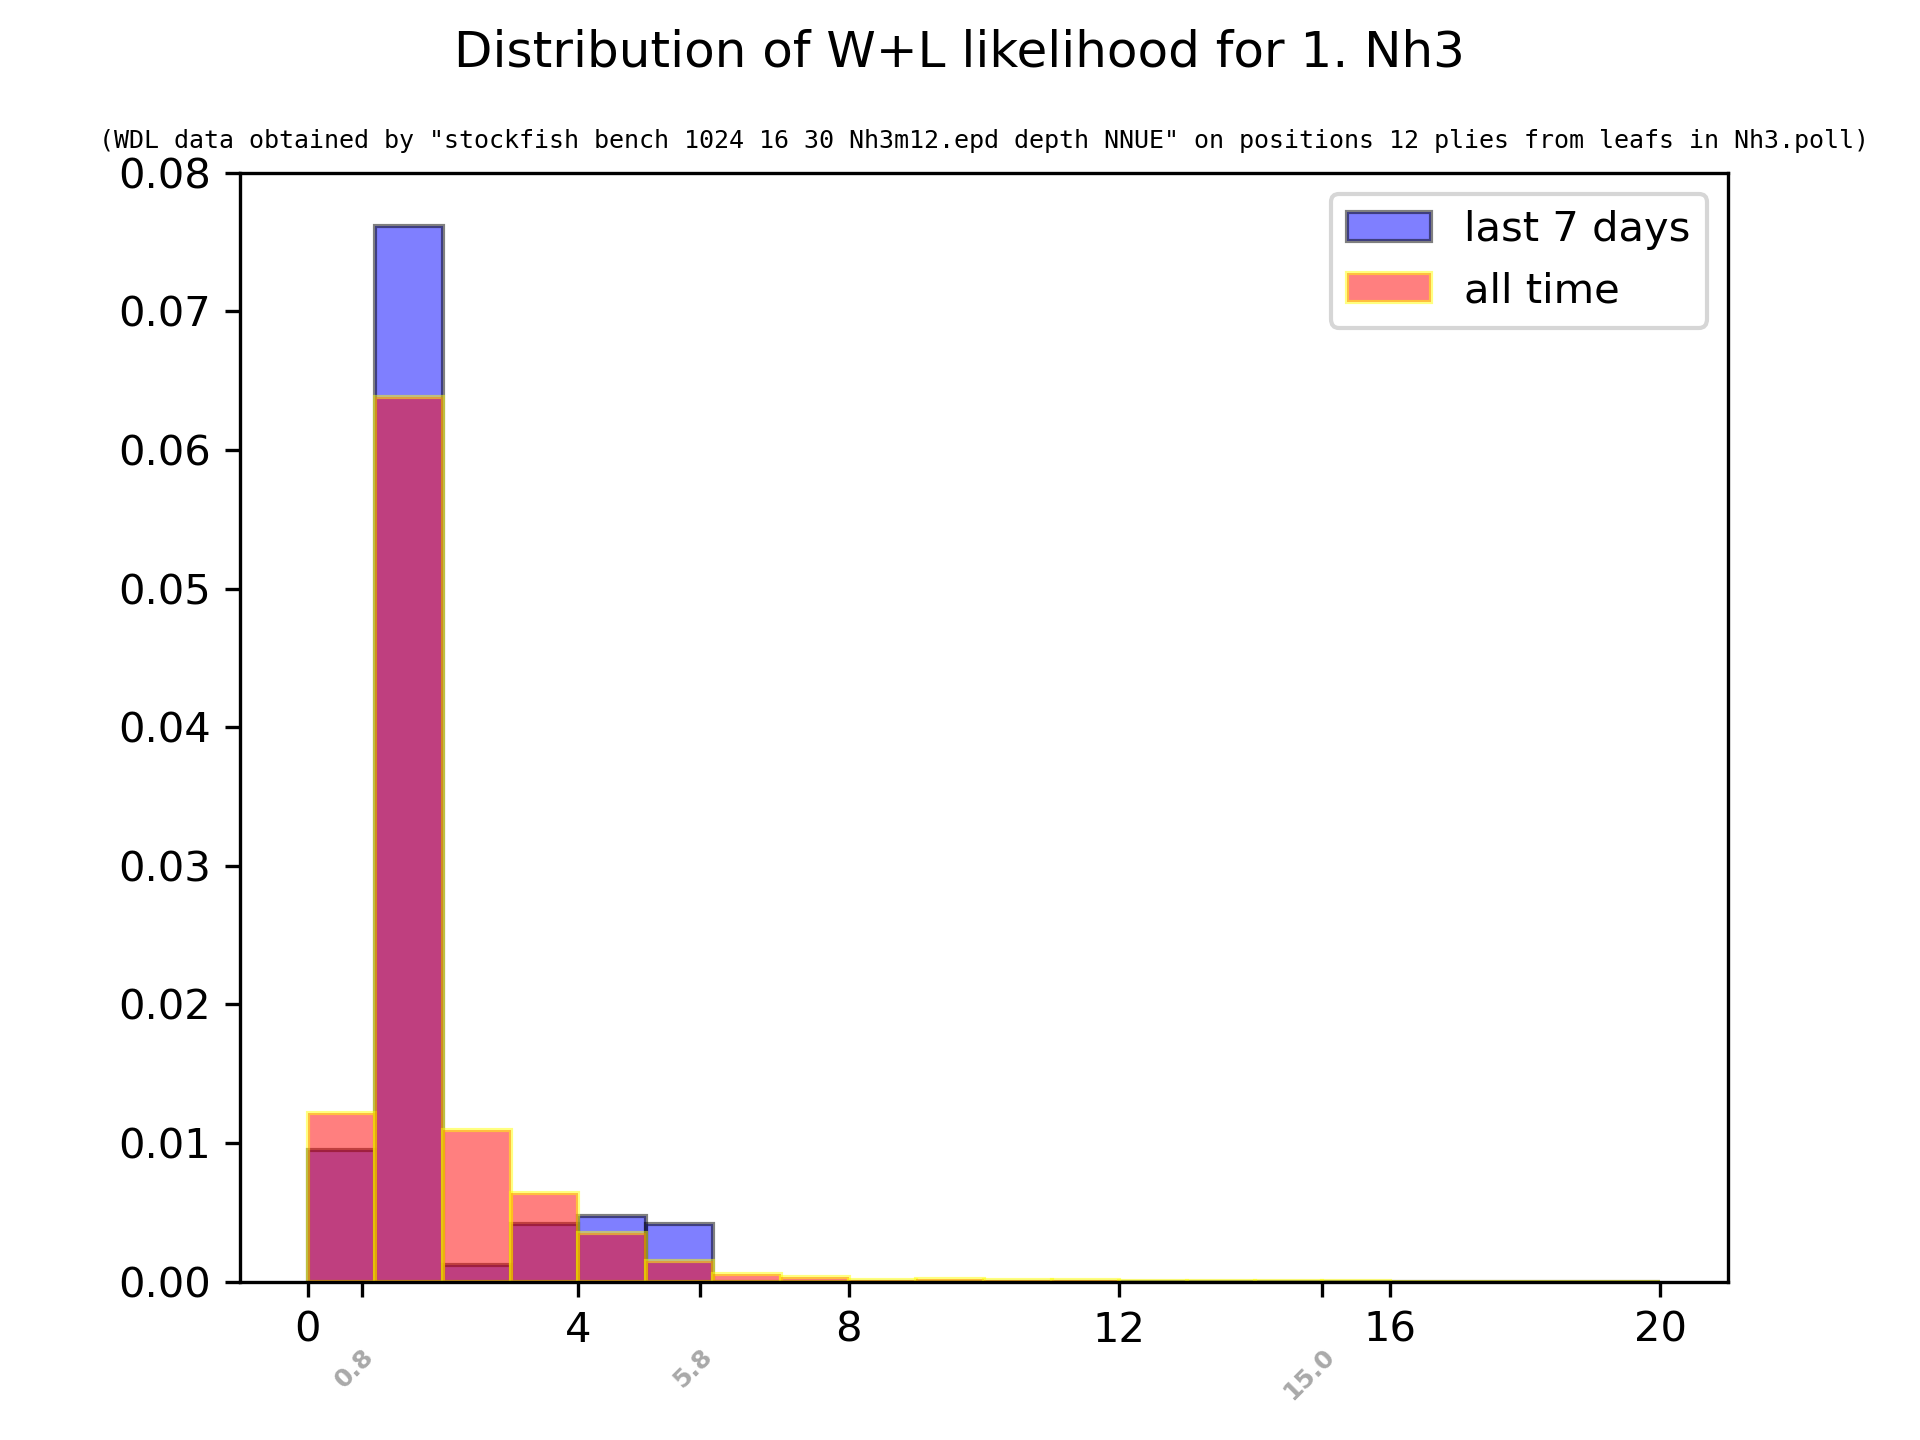 Distribution of W+L likelihood for 1. Nh3
(WDL data obtained by "stockfish bench 1024 16 30 Nh3m12.epd depth NNUE" on positions 12 plies from leafs in Nh3.poll)
0.08
0.07
0.06
0.05
0.04
0.03
0.02
0.01
0.00
last 7 days
all time
0 4 8 12 16 20
0.8 5.8 15.0